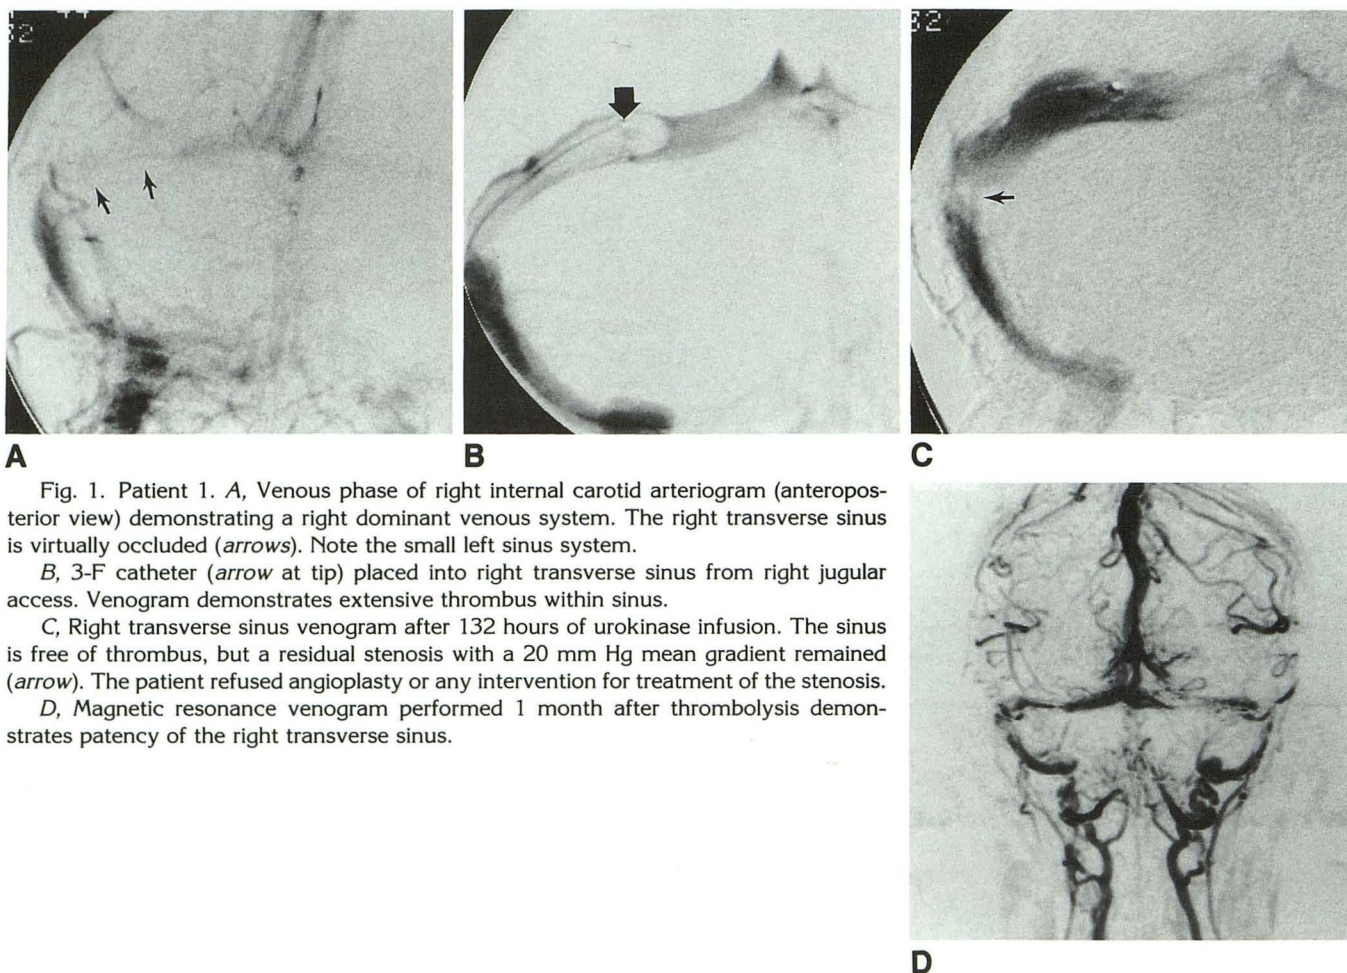 32
32
A
B
C
Fig. 1. Patient 1. A, Venous phase of right internal carotid arteriogram (anteropos-
terior view) demonstrating a right dominant venous system. The right transverse sinus
is virtually occluded (arrows). Note the small left sinus system.
B, 3-F catheter (arrow at tip) placed into right transverse sinus from right jugular
access. Venogram demonstrates extensive thrombus within sinus.
C, Right transverse sinus venogram after 132 hours of urokinase infusion. The sinus
is free of thrombus, but a residual stenosis with a 20 mm Hg mean gradient remained
(arrow). The patient refused angioplasty or any intervention for treatment of the stenosis.
D, Magnetic resonance venogram performed 1 month after thrombolysis demon-
strates patency of the right transverse sinus.
D